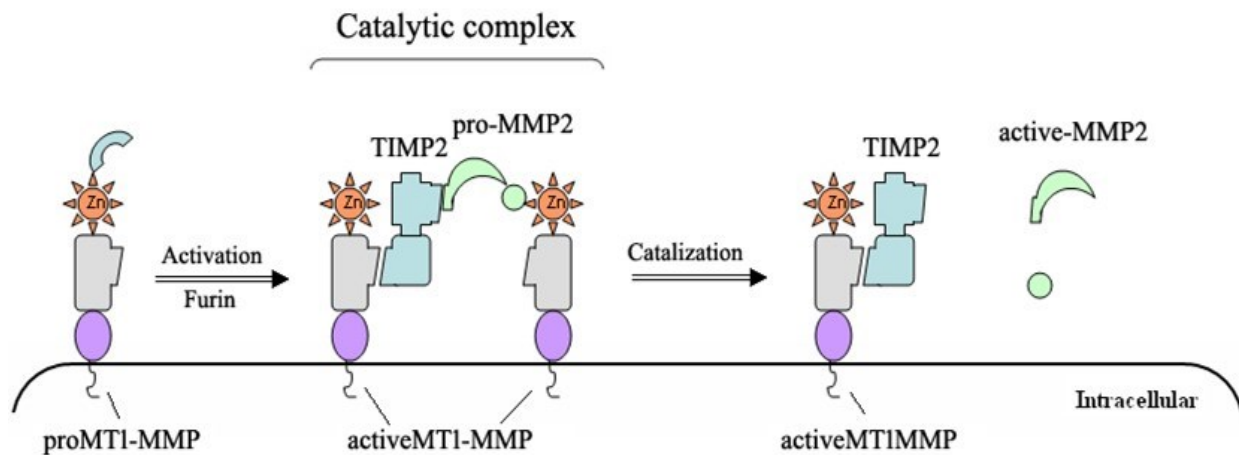 Catalytic complex
pro-MMP2
TIMP2
TIMP2
active-MMP2
Zn
Zn
Zn
Zn
Activation
Furin
Catalization
Intracellular
proMT1-MMP
activeMT1-MMP
activeMT1MMP